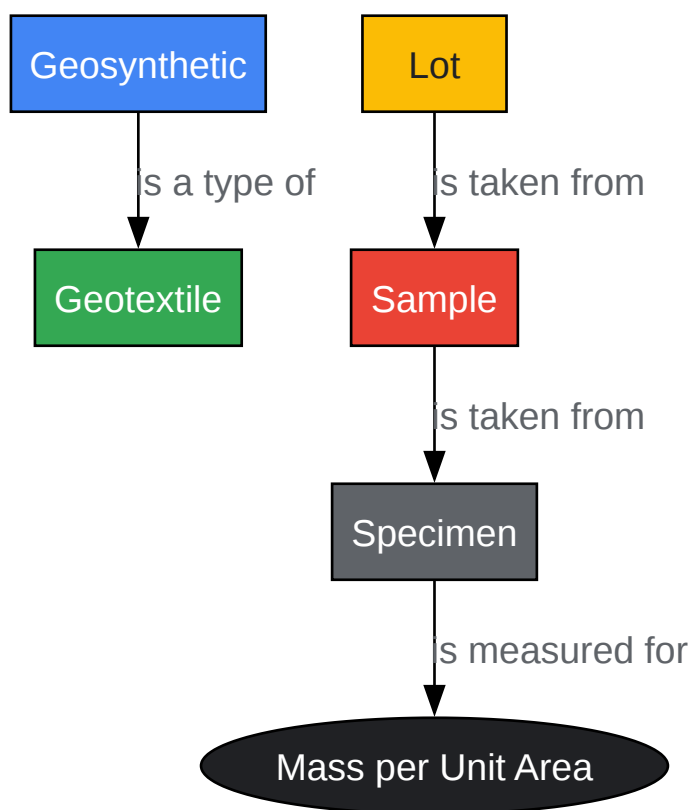 Geosynthetic
Lot
is a type of
is taken from
Geotextile
Sample
is taken from
Specimen
is measured for
Mass per Unit Area